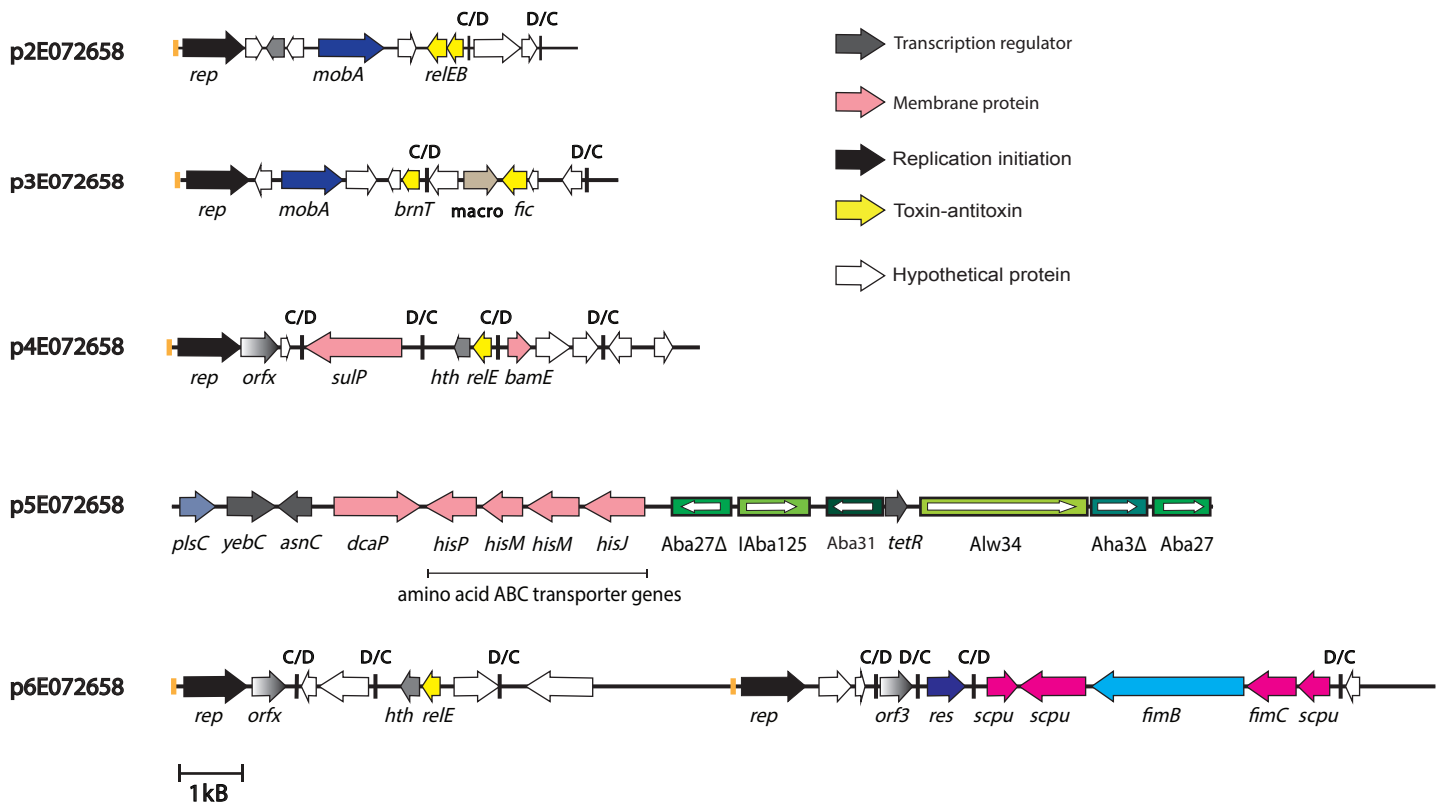 C/D D/C
p2E072658
rep mobA relEB
Transcription regulator
Membrane protein
Replication initiation
Toxin-antitoxin
Hypothetical protein
C/D D/C
p3E072658
rep mobA brnT macro fic
C/D D/C C/D D/C
p4E072658
rep orfx sulP hth relE bamE
p5E072658
plsC yebC asnC dcaP hisP hisM hisM hisJ Aba27Δ IAba125 Aba31 tetR Alw34 Aha3Δ Aba27
amino acid ABC transporter genes
C/D D/C D/C C/D D/C C/D D/C
p6E072658
rep orfx hth relE rep orf3 res scpu scpu fimB fimC scpu
1kB